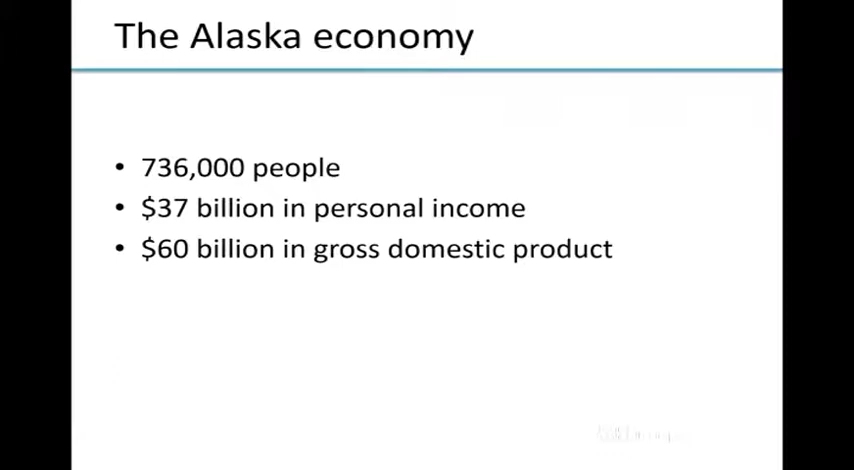 The Alaska economy
• 736,000 people
• $37 billion in personal income
• $60 billion in gross domestic product